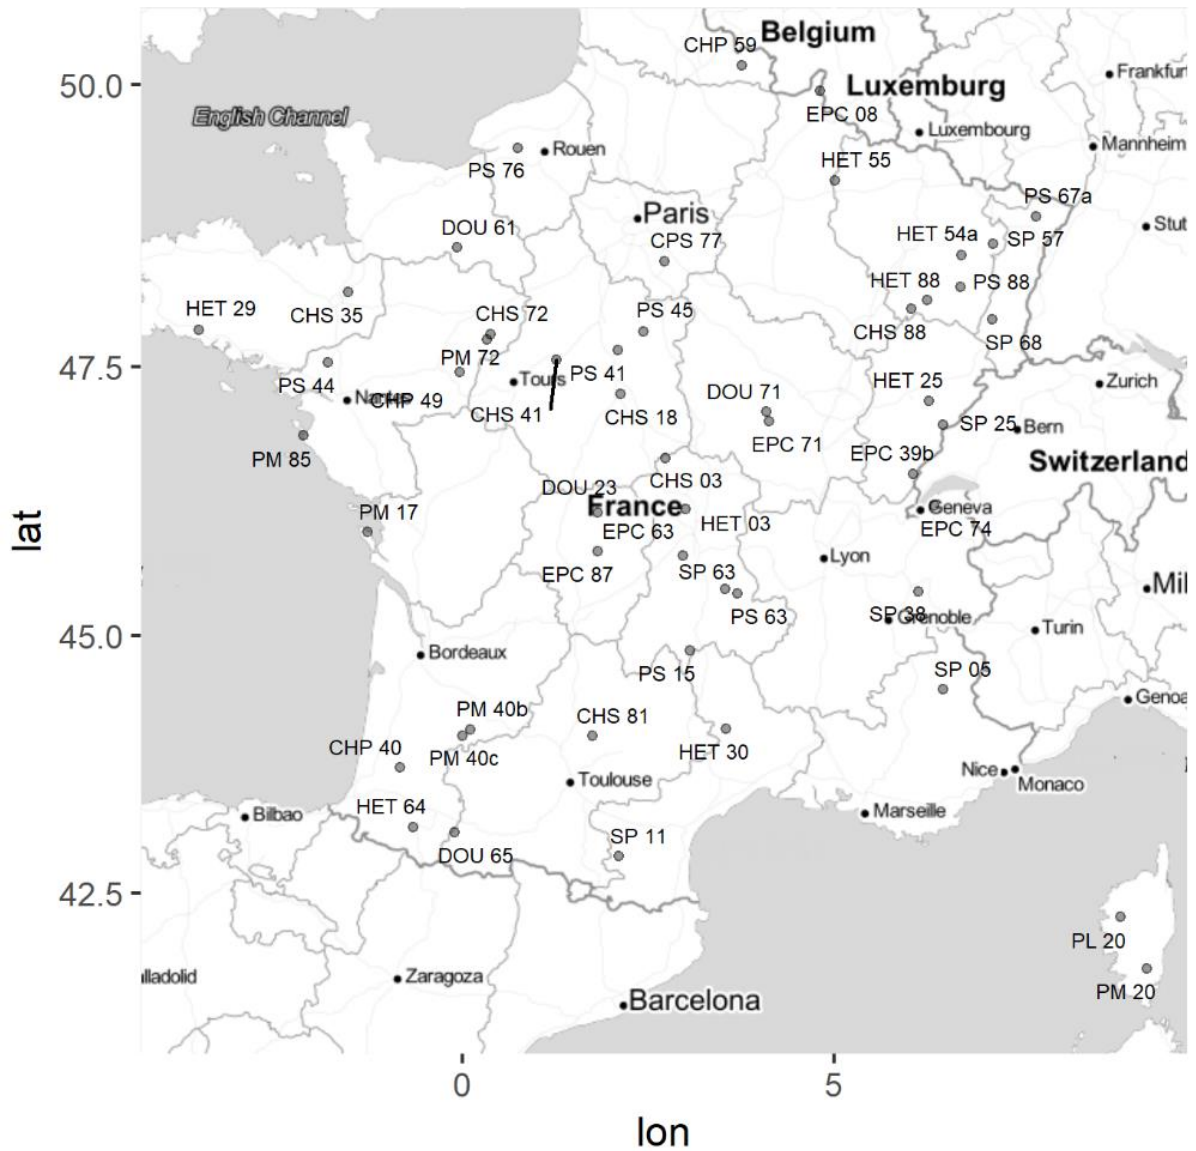 CHP 59
Belgium
Frankfurt
50.0
Luxemburg
EPC 08
English Channel
Luxembourg
Mannheim
Rouen
HET 55
PS 76
PS 67a
Paris
Stut
DOU 61
HET 54a
SP 57
CPS 77
HET 88
PS 88
HET 29
CHS 35
CHS 72
PS 45
CHS 88
SP 68
47.5
PM 72
PS 44
Tours
PS 41
HET 25
Zurich
Nantes
CHP 49
DOU 71
CHS 41
CHS 18
SP 25
Bern
EPC 71
PM 85
EPC 39b
Switzerland
CHS 03
DOU 23
France
Geneva
PM 17
HET 03
EPC 63
EPC 74
Lyon
EPC 87
SP 63
Mil
PS 63
SP 38
Grenoble
Turin
45.0
Bordeaux
PS 15
SP 05
Genoa
PM 40b
CHS 81
CHP 40
PM 40c
HET 30
Toulouse
Nice
Monaco
HET 64
Bilbao
Marseille
SP 11
DOU 65
42.5
PL 20
alladolid
Zaragoza
PM 20
Barcelona
0
5
lat
lon